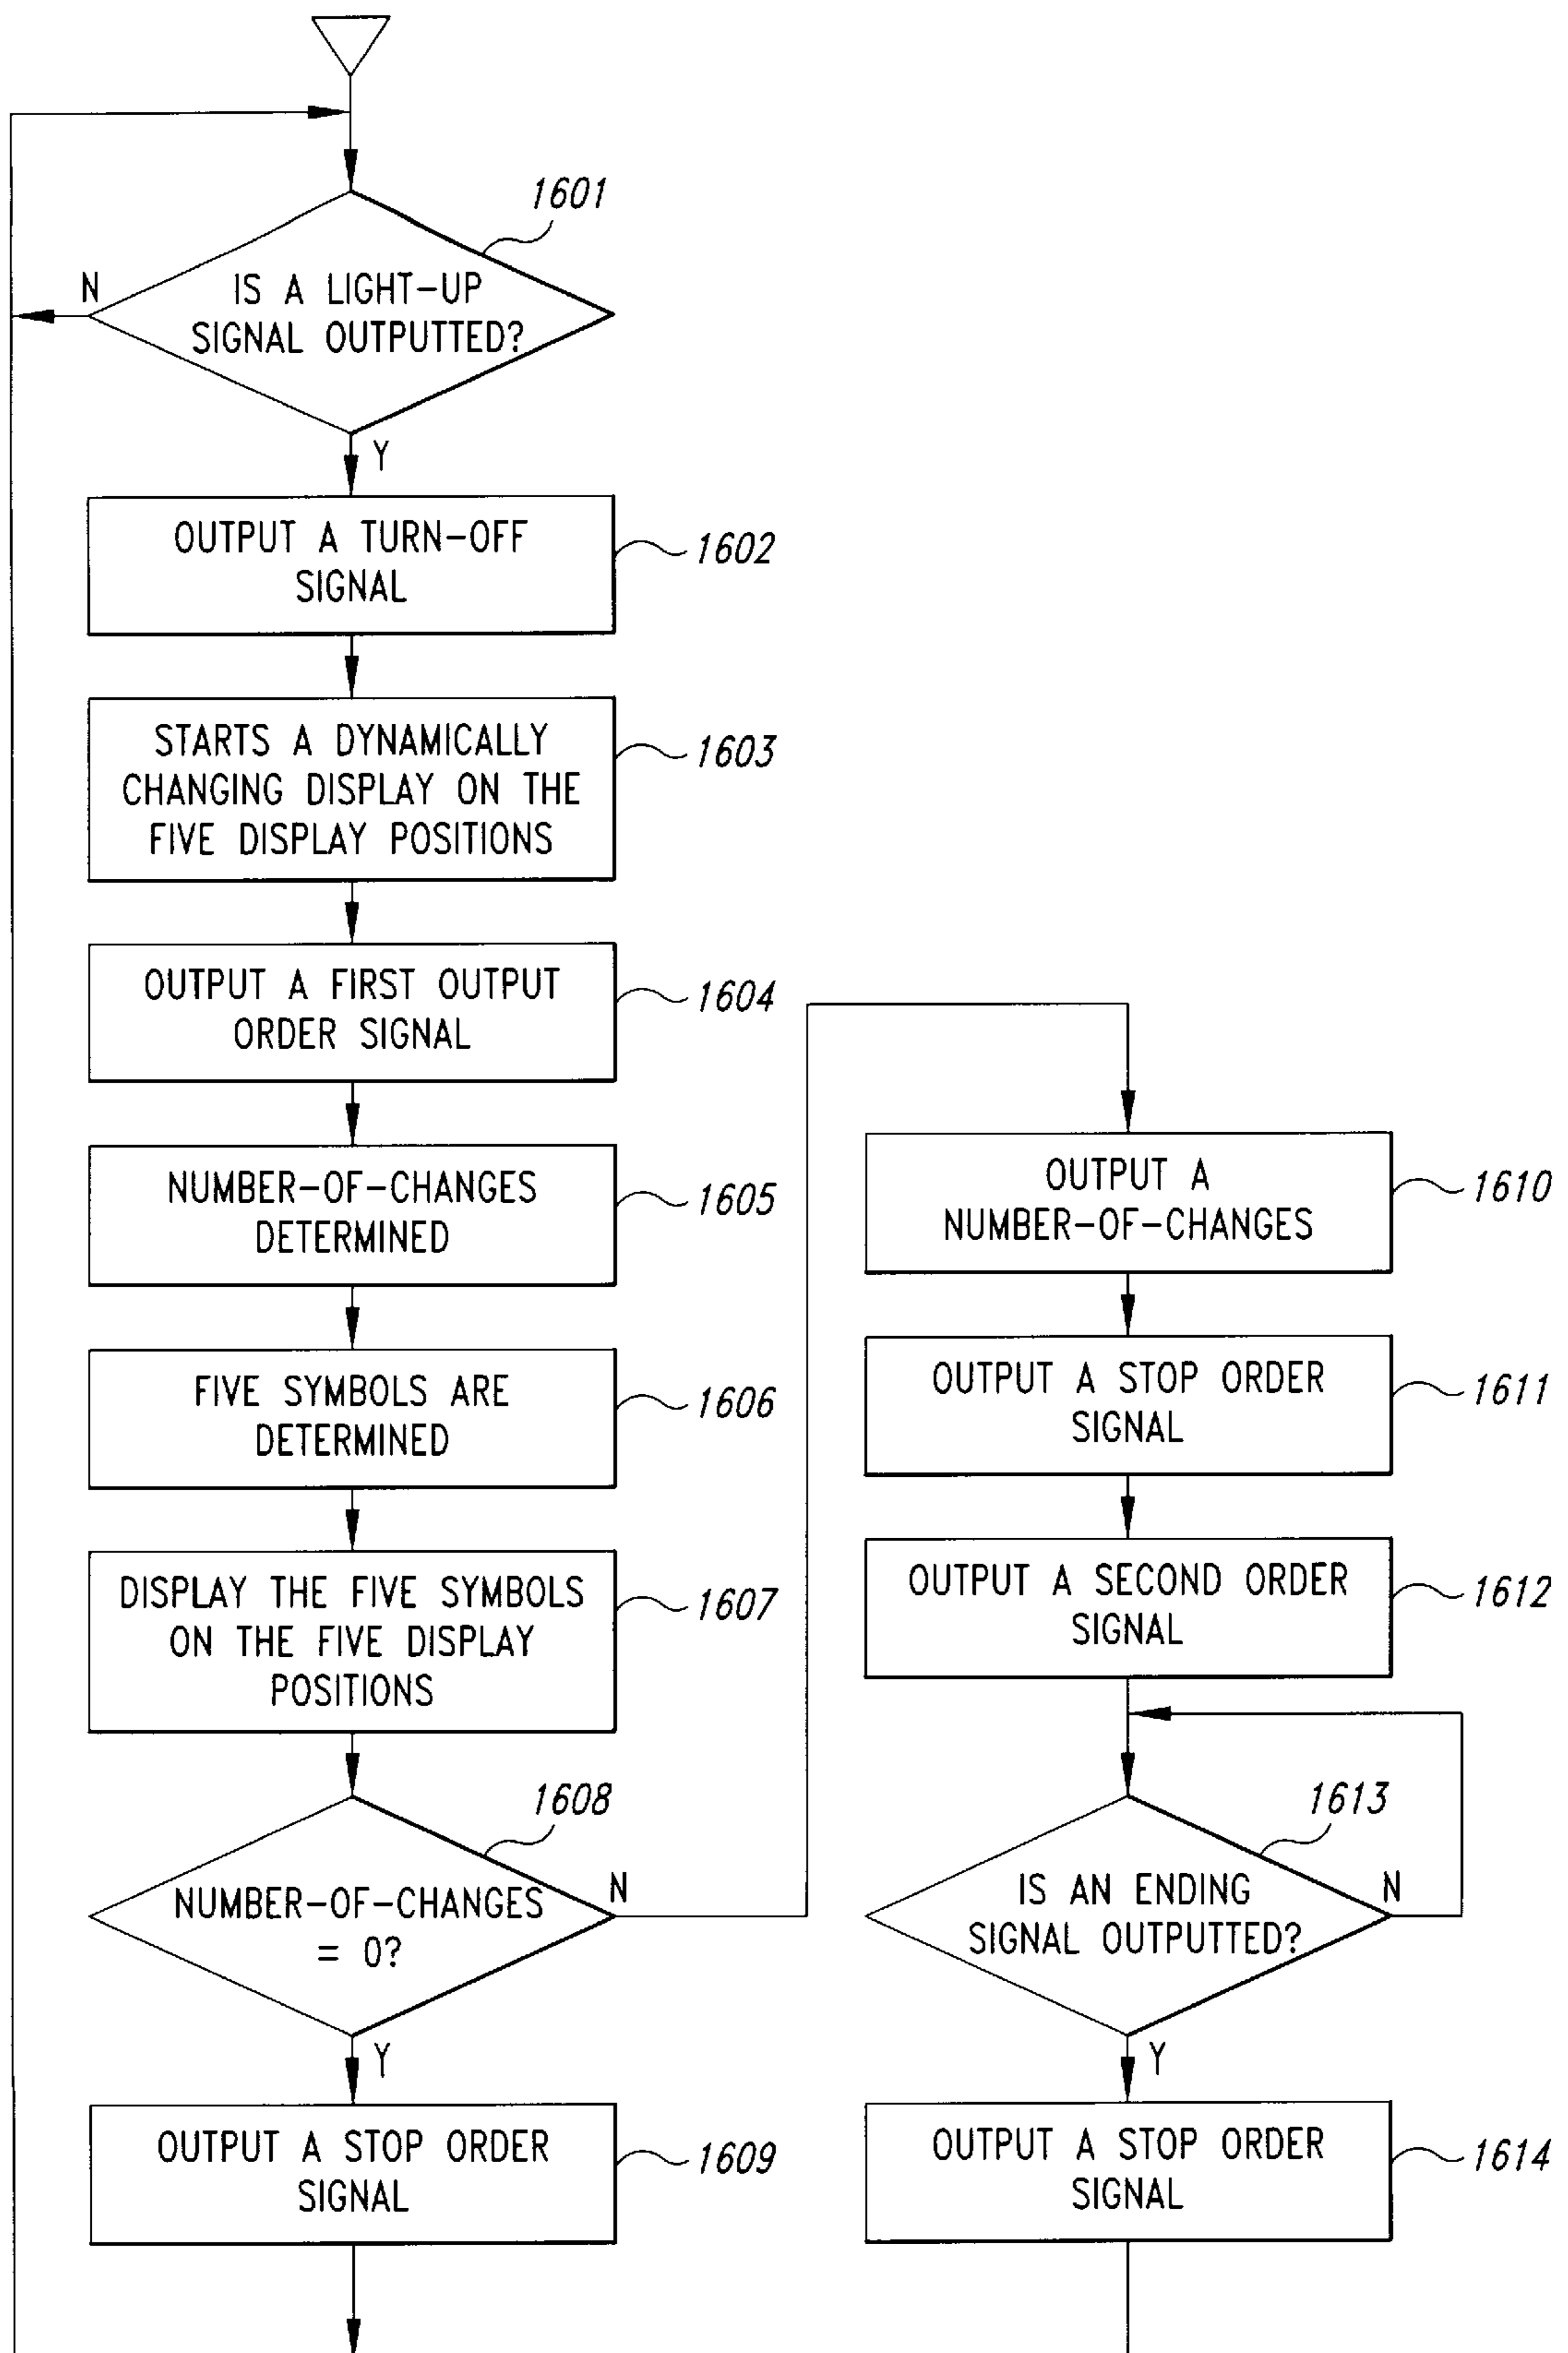 1601
N
IS A LIGHT-UP
SIGNAL OUTPUTTED?
Y
OUTPUT A TURN-OFF
SIGNAL
1602
STARTS A DYNAMICALLY
CHANGING DISPLAY ON THE
FIVE DISPLAY POSITIONS
1603
OUTPUT A FIRST OUTPUT
ORDER SIGNAL
1604
NUMBER-OF-CHANGES
DETERMINED
1605
FIVE SYMBOLS ARE
DETERMINED
1606
DISPLAY THE FIVE SYMBOLS
ON THE FIVE DISPLAY
POSITIONS
1607
1608
NUMBER-OF-CHANGES
= 0?
N
Y
OUTPUT A STOP ORDER
SIGNAL
1609
OUTPUT A
NUMBER-OF-CHANGES
1610
OUTPUT A STOP ORDER
SIGNAL
1611
OUTPUT A SECOND ORDER
SIGNAL
1612
1613
IS AN ENDING
SIGNAL OUTPUTTED?
N
Y
OUTPUT A STOP ORDER
SIGNAL
1614